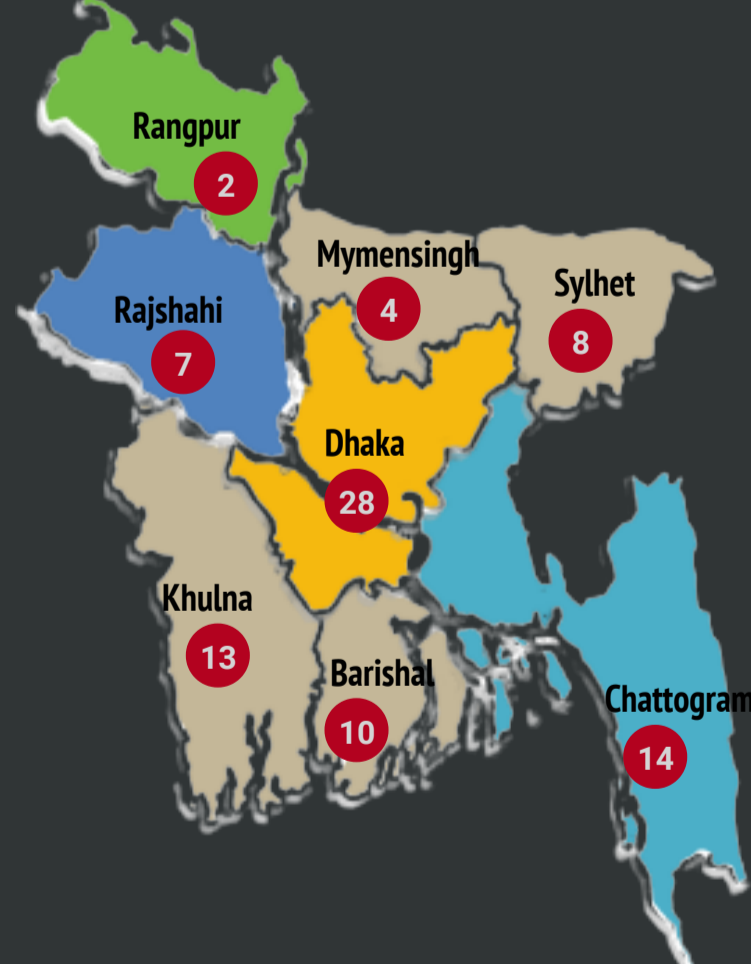 Rangpur
2
Mymensingh
4
Sylhet
8
Rajshahi
7
Dhaka
28
Khulna
13
Barishal
10
Chattogram
14